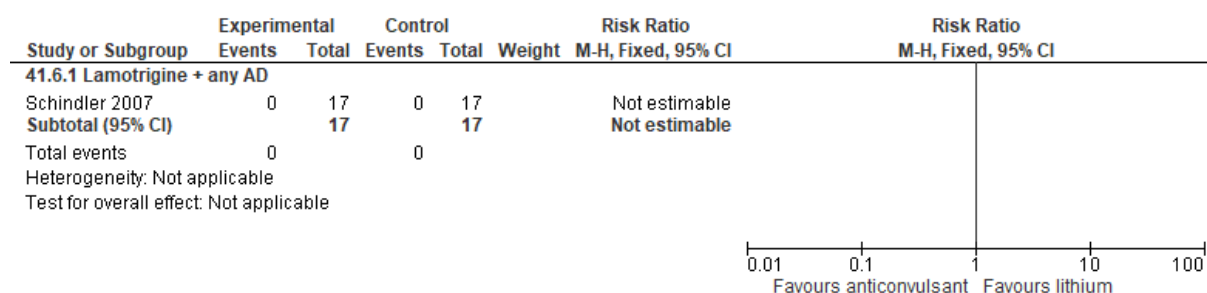 Experimental Control Risk Ratio Risk Ratio
Study or Subgroup Events Total Events Total Weight M-H, Fixed, 95% CI M-H, Fixed, 95% CI
41.6.1 Lamotrigine + any AD
Schindler 2007 0 17 0 17 Not estimable
Subtotal (95% CI) 17 17 Not estimable
Total events 0 0
Heterogeneity: Not applicable
Test for overall effect: Not applicable
0.01 0.1 1 10 100
Favours anticonvulsant Favours lithium